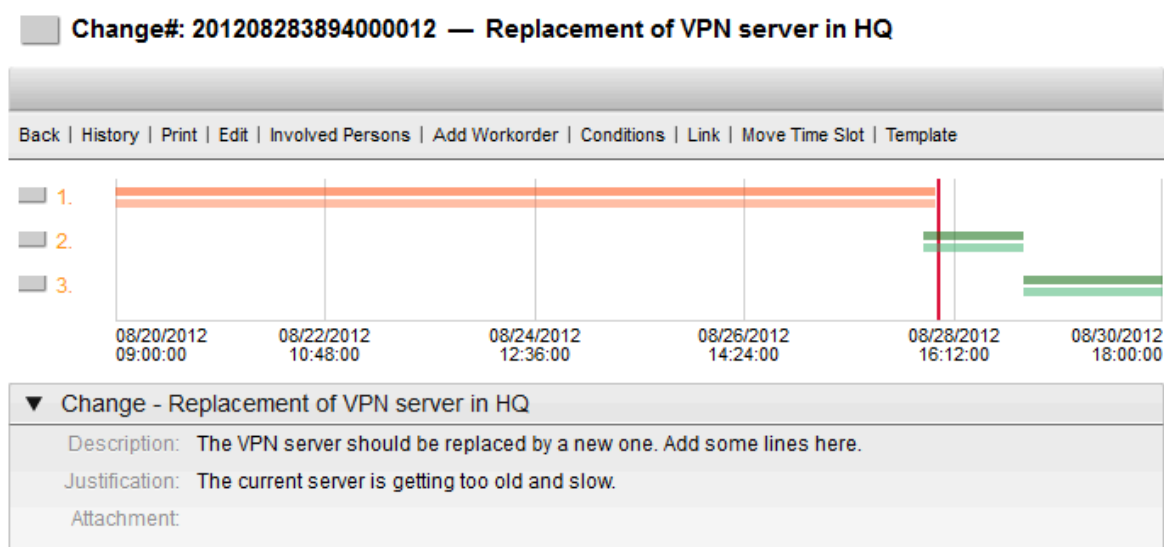 Change#: 201208283894000012 — Replacement of VPN server in HQ
Back | History | Print | Edit | Involved Persons | Add Workorder | Conditions | Link | Move Time Slot | Template
1.
2.
3.
08/20/2012 08/22/2012 08/24/2012 08/26/2012 08/28/2012 08/30/2012
09:00:00 10:48:00 12:36:00 14:24:00 16:12:00 18:00:00
▼ Change - Replacement of VPN server in HQ
Description: The VPN server should be replaced by a new one. Add some lines here.
Justification: The current server is getting too old and slow.
Attachment: